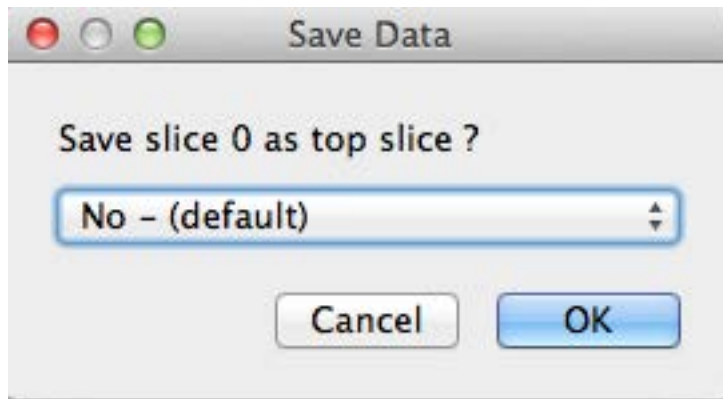 Save Data
Save slice 0 as top slice ?
No - (default)
Cancel
OK